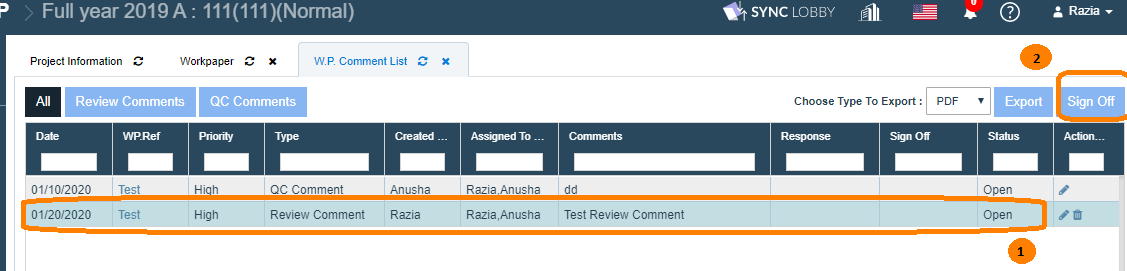 P > Full year 2019 A : 111(111)(Normal) SYNC LOBBY 0 ? Razia
Project Information Workpaper × W.P. Comment List ×
2
All Review Comments QC Comments Choose Type To Export : PDF Export Sign Off
Date WP.Ref Priority Type Created ... Assigned To ... Comments Response Sign Off Status Action...
01/10/2020 Test High QC Comment Anusha Razia,Anusha dd Open
01/20/2020 Test High Review Comment Razia Razia,Anusha Test Review Comment Open
1